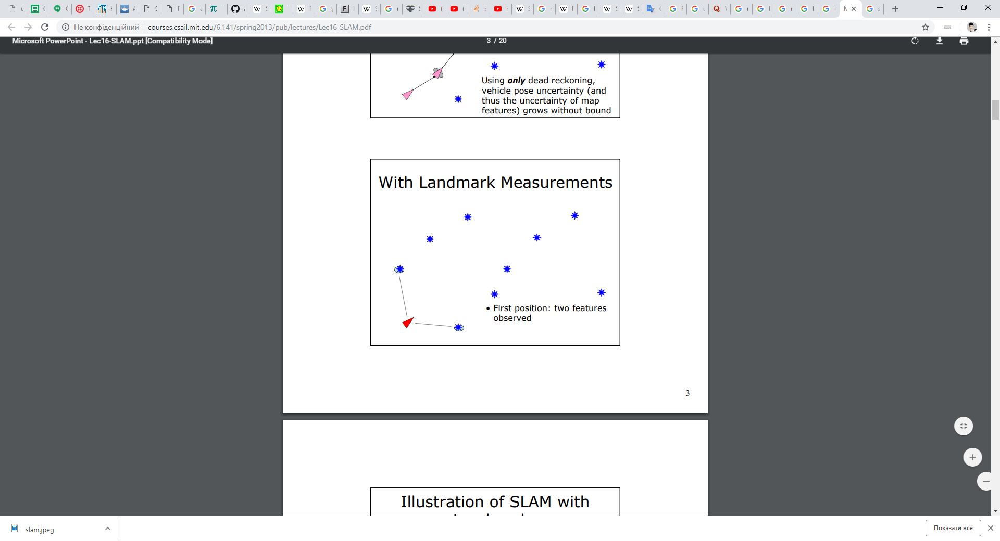 Не конфіденційний
courses.csail.mit.edu/6.141/spring2013/pub/lectures/Lec16-SLAM.pdf
Microsoft PowerPoint - Lec16-SLAM.ppt [Compatibility Mode]
3 / 20
Using only dead reckoning,
vehicle pose uncertainty (and
thus the uncertainty of map
features) grows without bound
With Landmark Measurements
• First position: two features
observed
3
Illustration of SLAM with
slam.jpeg
Показати все